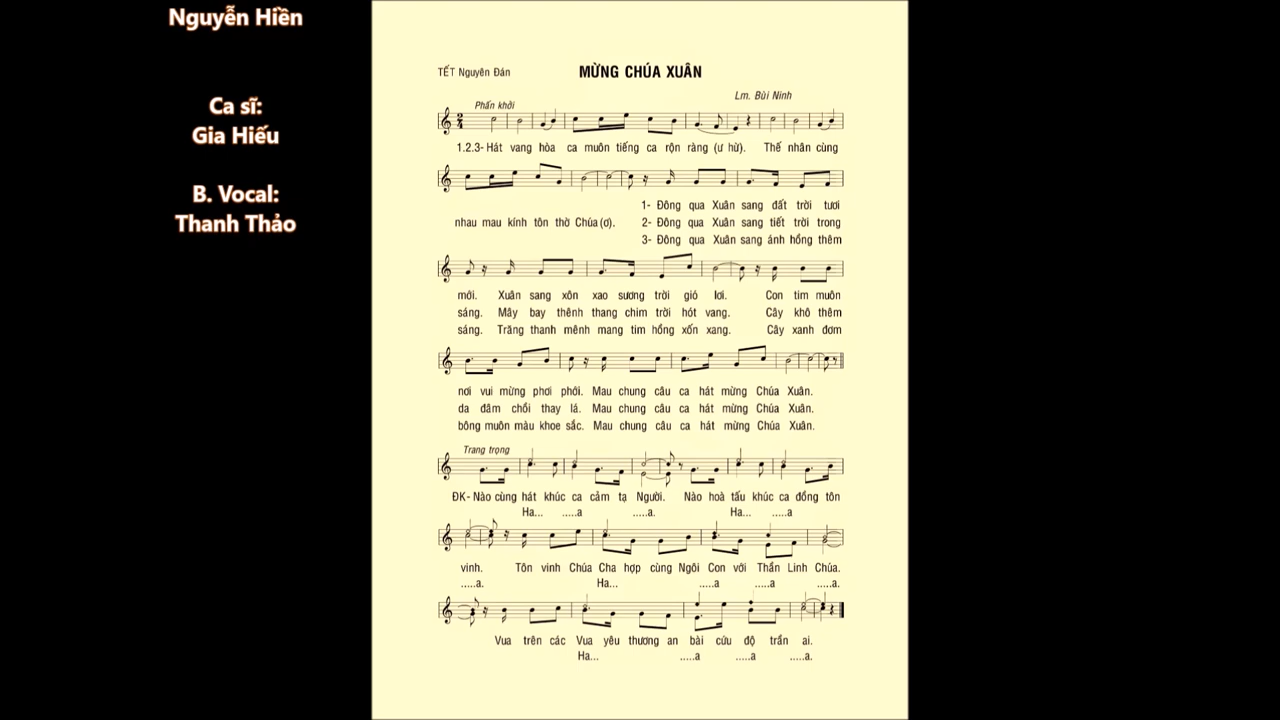 Nguyễn Hiền
Ca sĩ:
Gia Hiếu
B. Vocal:
Thanh Thảo
TẾT Nguyên Đán
MỪNG CHÚA XUÂN
Lm. Bùi Ninh
Phấn khởi
2
4
1.2.3- Hát vang hòa ca muôn tiếng ca rộn ràng (ư hừ). Thế nhân cùng
1- Đông qua Xuân sang đất trời tươi
nhau mau kính tôn thờ Chúa (ơ). 2- Đông qua Xuân sang tiết trời trong
3- Đông qua Xuân sang ánh hồng thêm
mới. Xuân sang xôn xao sương trời gió lơi. Con tim muôn
sáng. Mây bay thênh thang chim trời hót vang. Cây khô thêm
sáng. Trăng thanh mênh mang tim hồng xốn xang. Cây xanh đơm
nơi vui mừng phơi phới. Mau chung câu ca hát mừng Chúa Xuân.
da đâm chồi thay lá. Mau chung câu ca hát mừng Chúa Xuân.
bông muôn màu khoe sắc. Mau chung câu ca hát mừng Chúa Xuân.
Trang trọng
ĐK- Nào cùng hát khúc ca cảm tạ Người. Nào hoà tấu khúc ca đồng tôn
Ha... .....a .....a. Ha... .....a
vinh. Tôn vinh Chúa Cha hợp cùng Ngôi Con với Thần Linh Chúa.
.....a. Ha... .....a .....a .....a.
Vua trên các Vua yêu thương an bài cứu độ trần ai.
Ha... .....a .....a .....a.